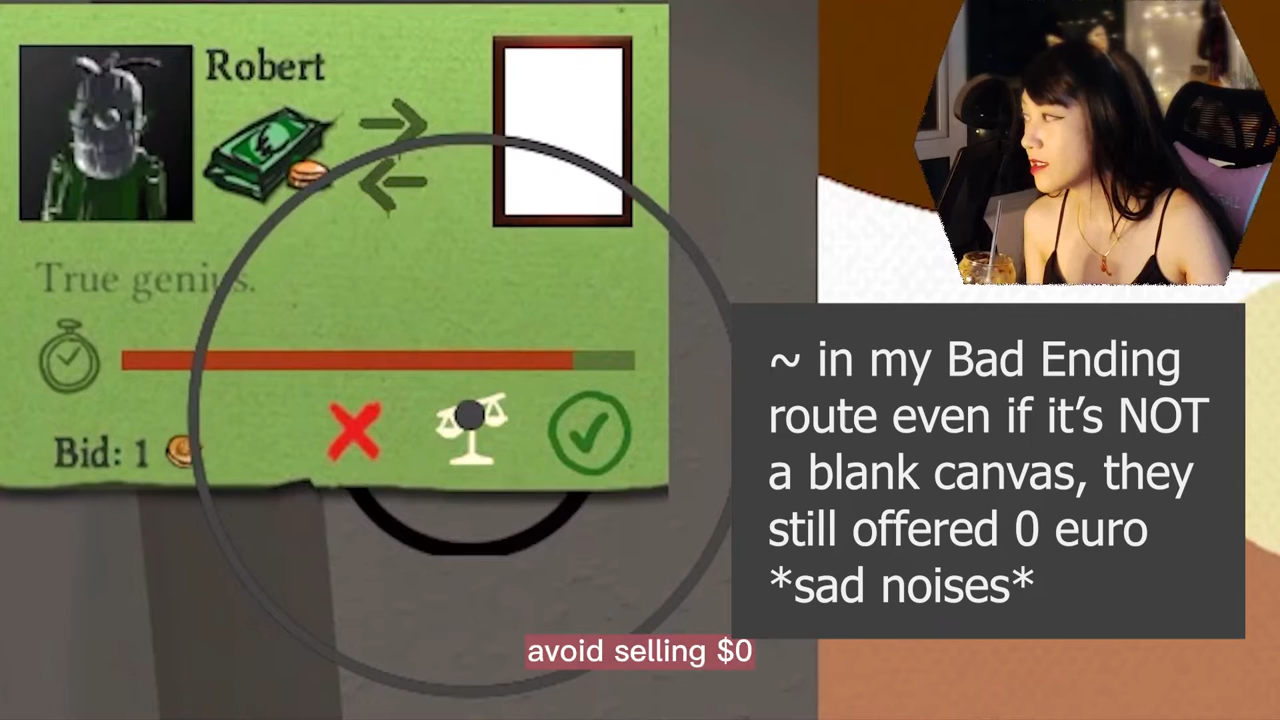 Robert
True genius.
Bid: 1
~ in my Bad Ending
route even if it's NOT
a blank canvas, they
still offered 0 euro
*sad noises*
avoid selling $0